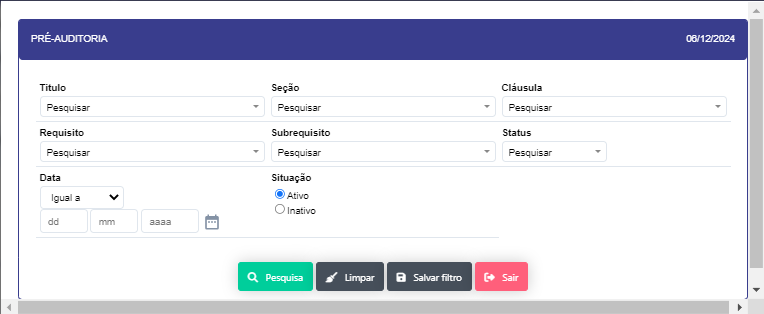 PRÉ-AUDITORIA 06/12/2024
Titulo Seção Cláusula
Pesquisar Pesquisar Pesquisar
Requisito Subrequisito Status
Pesquisar Pesquisar Pesquisar
Data Situação
Igual a Ativo
dd mm aaaa Inativo
Pesquisa Limpar Salvar filtro Sair